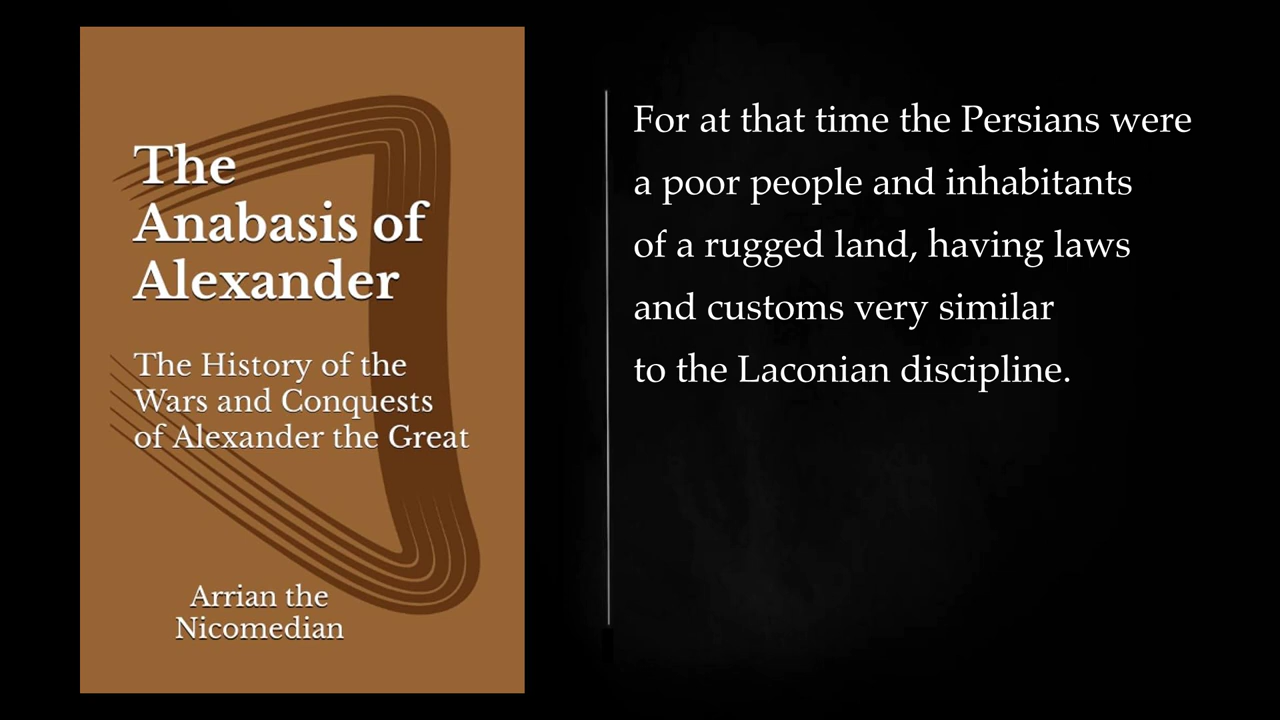 The
Anabasis of
Alexander
The History of the
Wars and Conquests
of Alexander the Great
Arrian the
Nicomedian
For at that time the Persians were
a poor people and inhabitants
of a rugged land, having laws
and customs very similar
to the Laconian discipline.